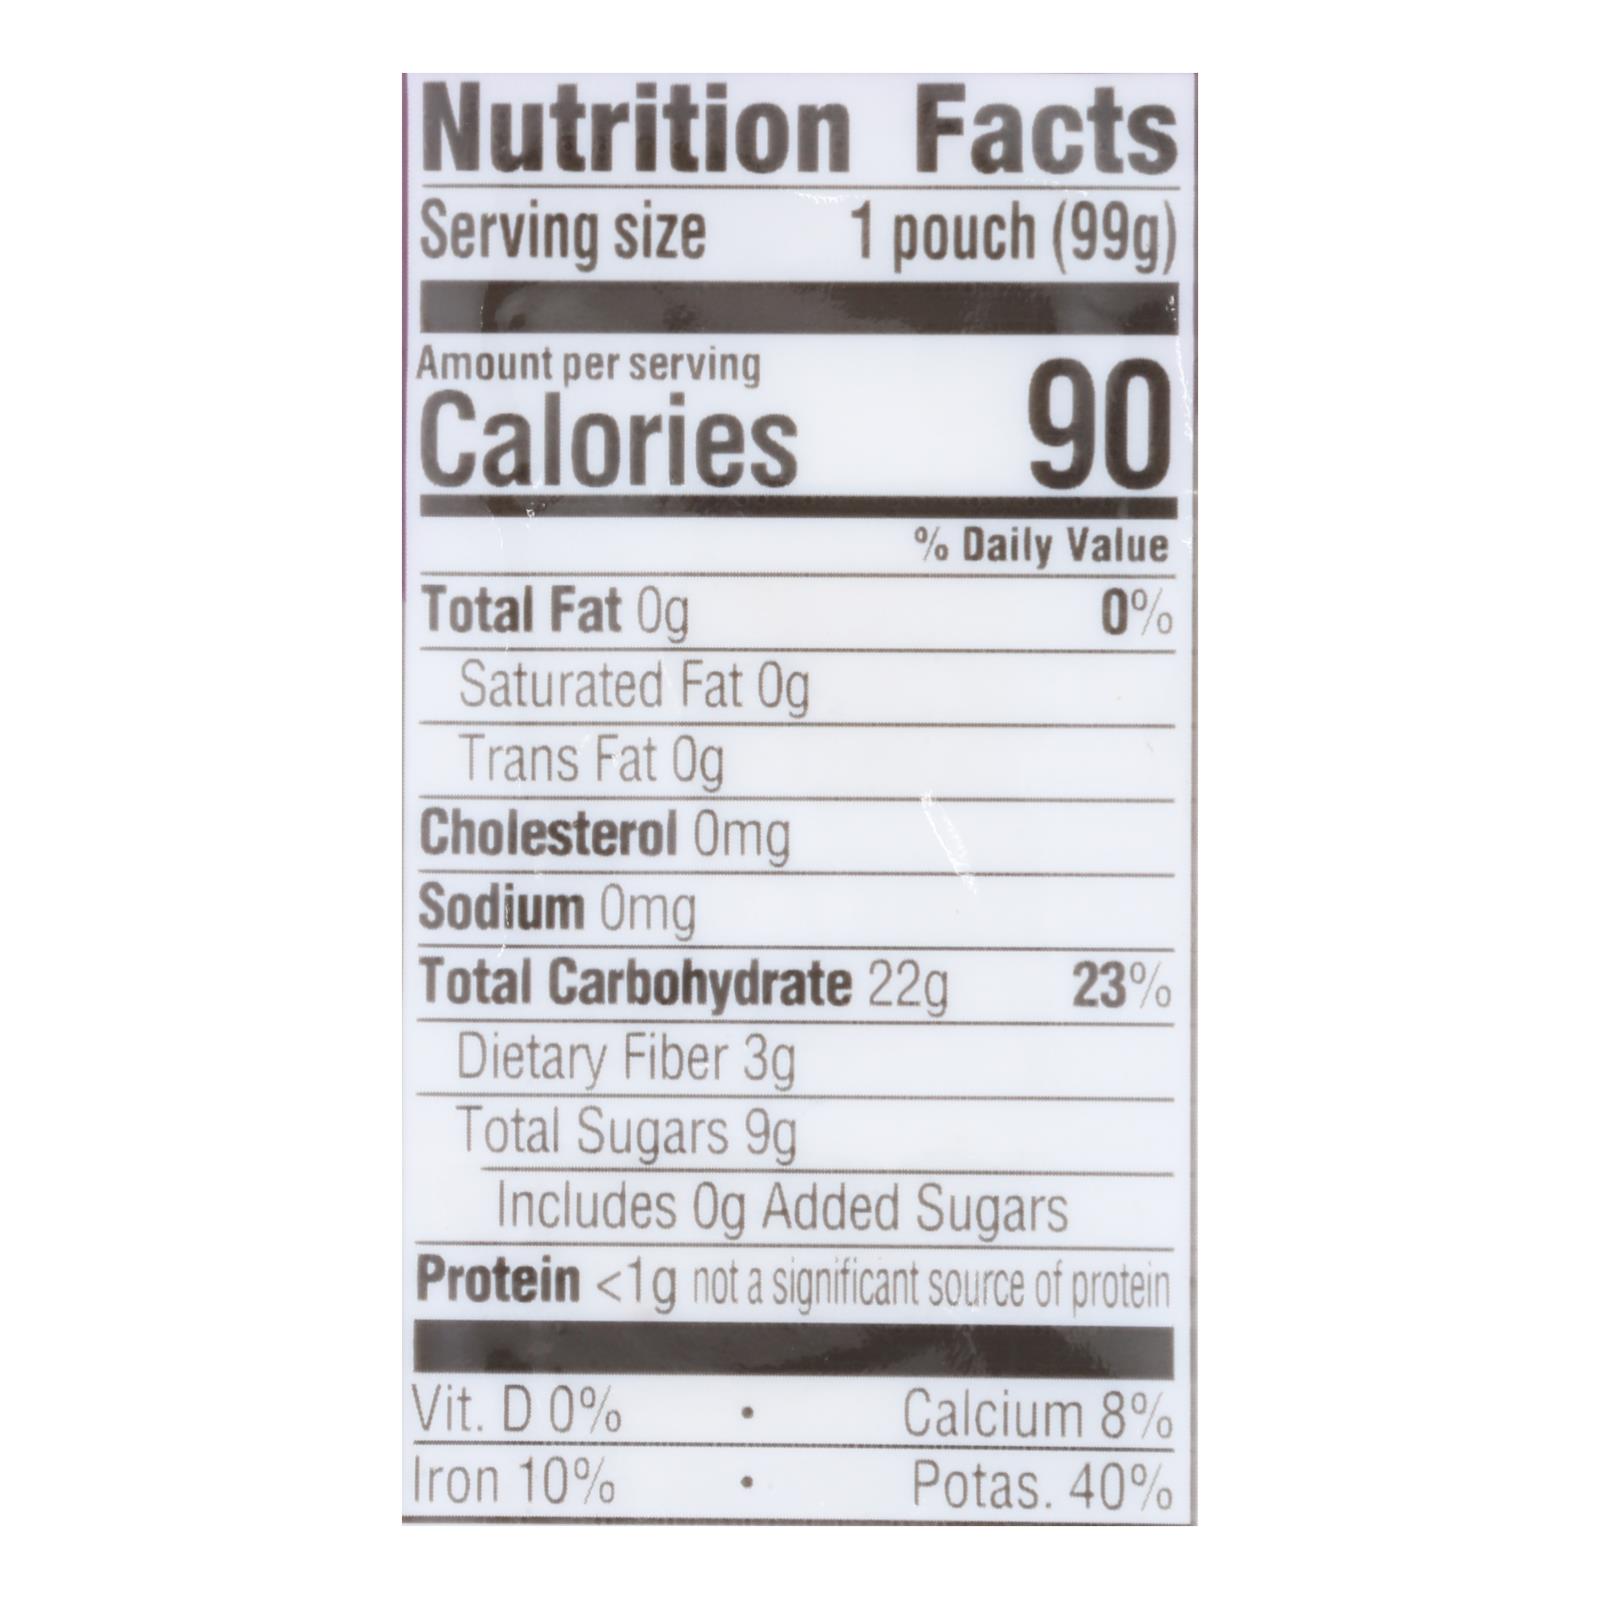 Nutrition Facts
Serving size 1 pouch (99g)
Amount per serving
Calories 90
% Daily Value
Total Fat 0g 0%
Saturated Fat 0g
Trans Fat 0g
Cholesterol 0mg
Sodium 0mg
Total Carbohydrate 22g 23%
Dietary Fiber 3g
Total Sugars 9g
Includes 0g Added Sugars
Protein <1g not a significant source of protein
Vit. D 0% • Calcium 8%
Iron 10% • Potas. 40%